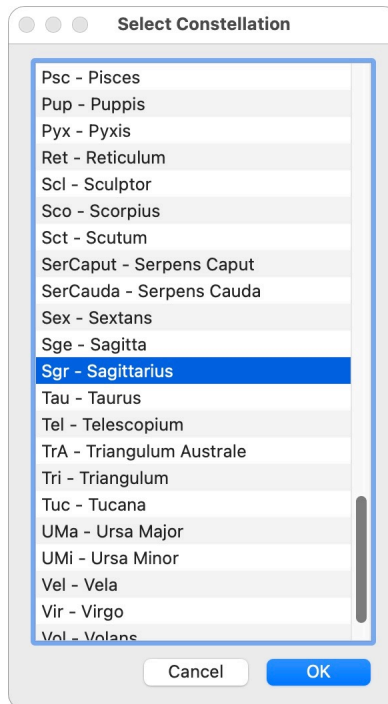 Select Constellation
Psc - Pisces
Pup - Puppis
Pyx - Pyxis
Ret - Reticulum
Scl - Sculptor
Sco - Scorpius
Sct - Scutum
SerCaput - Serpens Caput
SerCauda - Serpens Cauda
Sex - Sextans
Sge - Sagitta
Sgr - Sagittarius
Tau - Taurus
Tel - Telescopium
TrA - Triangulum Australe
Tri - Triangulum
Tuc - Tucana
UMa - Ursa Major
UMi - Ursa Minor
Vel - Vela
Vir - Virgo
Vol - Volans
Cancel OK